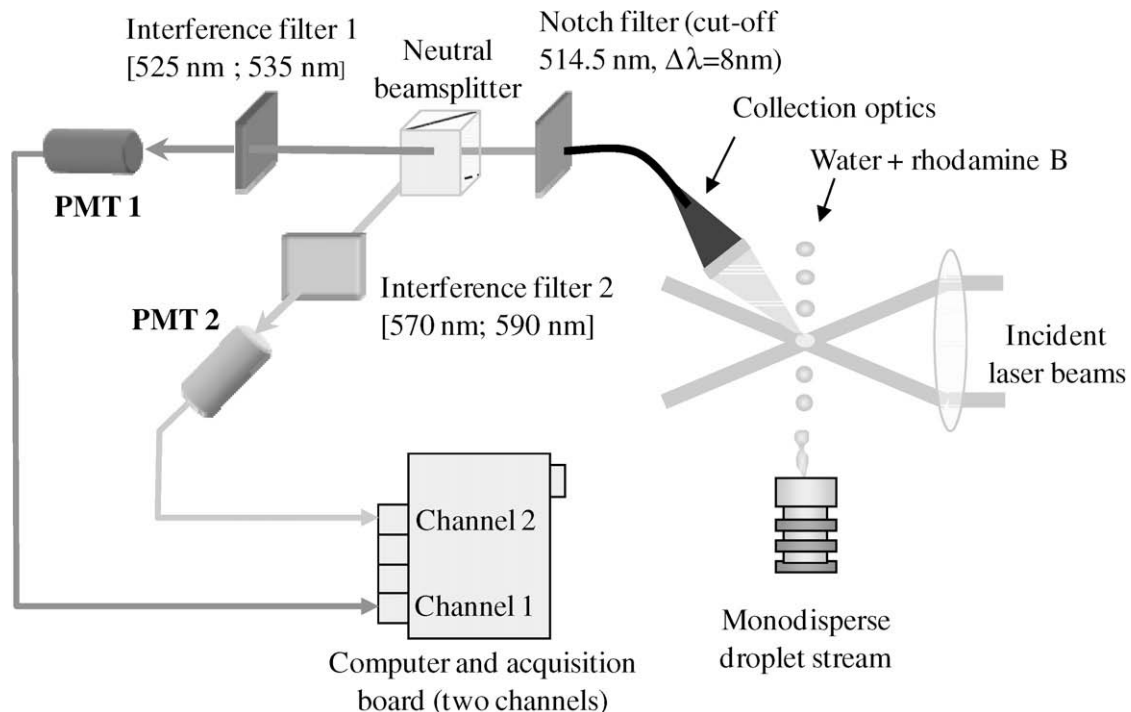 Interference filter 1
[525 nm ; 535 nm]
Neutral
beamsplitter
Notch filter (cut-off
514.5 nm, Δλ=8nm)
Collection optics
Water + rhodamine B
PMT 1
Interference filter 2
[570 nm; 590 nm]
PMT 2
Incident
laser beams
Channel 2
Channel 1
Computer and acquisition
board (two channels)
Monodisperse
droplet stream